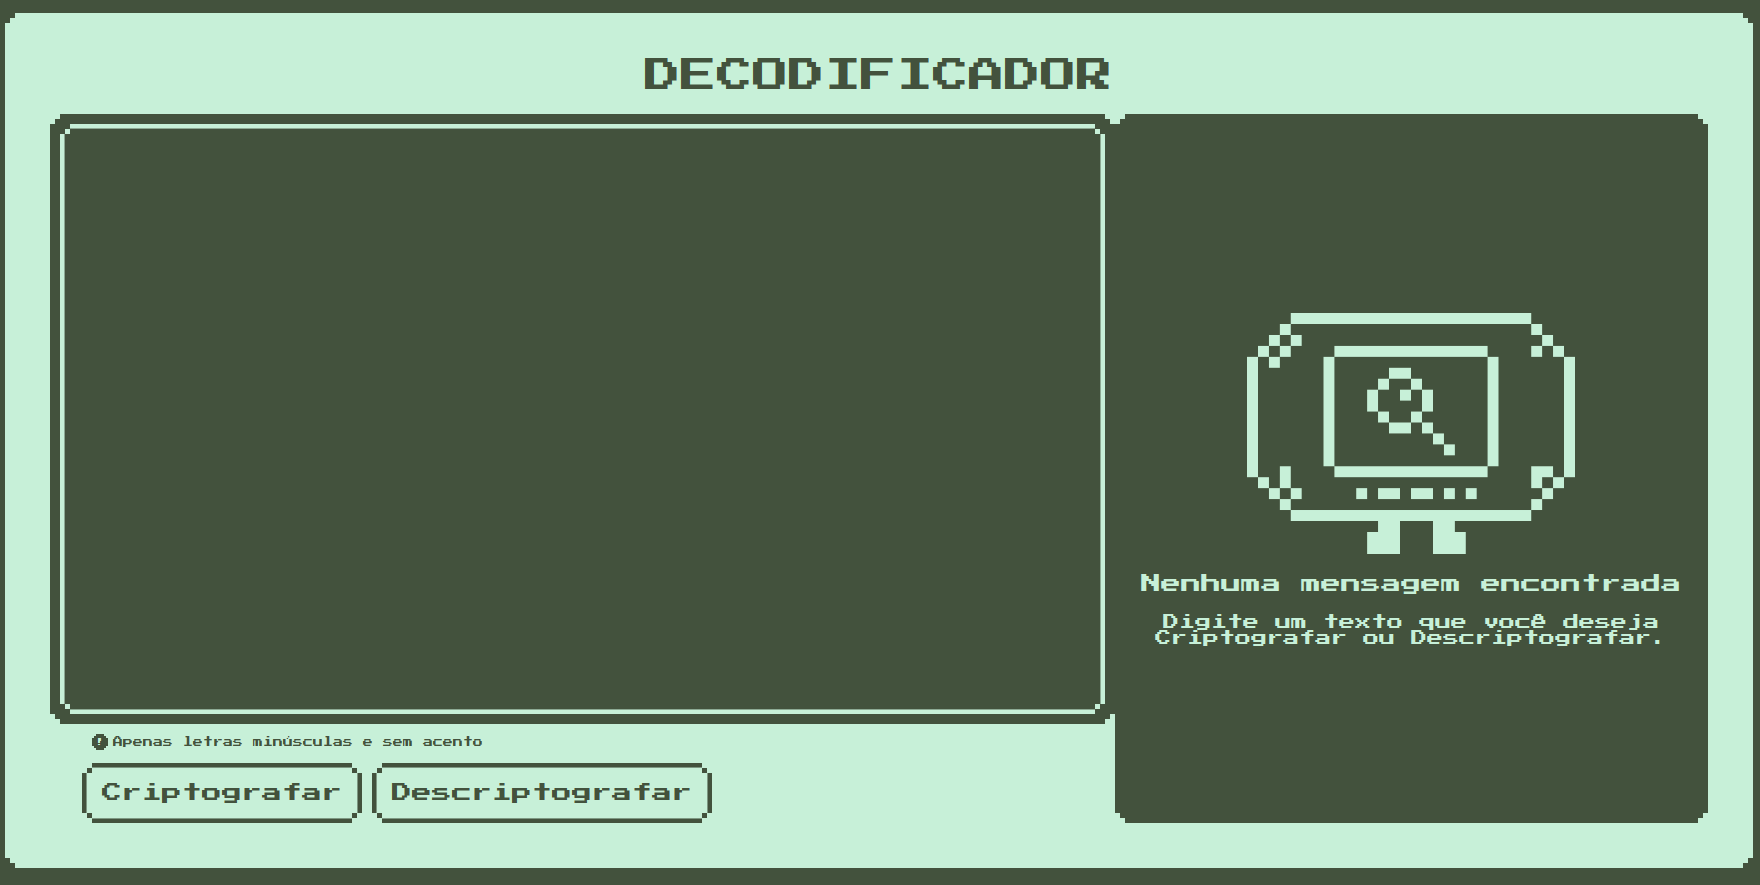 DECODIFICADOR
Nenhuma mensagem encontrada
Digite um texto que você deseja
Criptografar ou Descriptografar.
! Apenas letras minúsculas e sem acento
Criptografar
Descriptografar